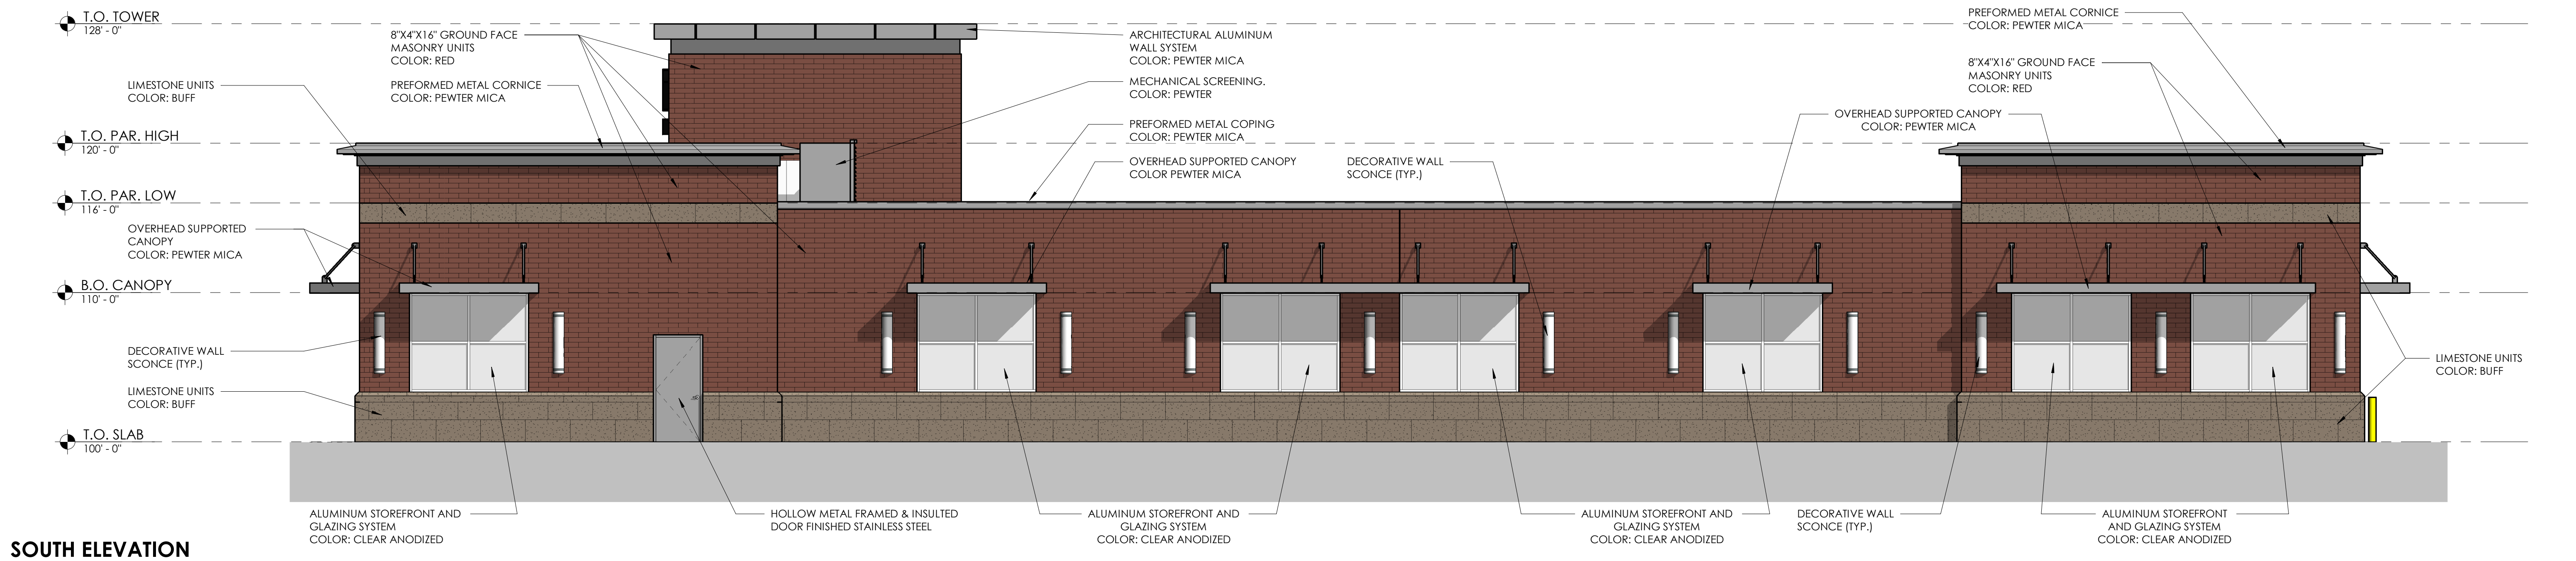 T.O. TOWER
128' - 0"
T.O. PAR. HIGH
120' - 0"
T.O. PAR. LOW
116' - 0"
B.O. CANOPY
110' - 0"
T.O. SLAB
100' - 0"
LIMESTONE UNITS
COLOR: BUFF
OVERHEAD SUPPORTED
CANOPY
COLOR: PEWTER MICA
DECORATIVE WALL
SCONCE (TYP.)
LIMESTONE UNITS
COLOR: BUFF
8"X4"X16" GROUND FACE
MASONRY UNITS
COLOR: RED
PREFORMED METAL CORNICE
COLOR: PEWTER MICA
ARCHITECTURAL ALUMINUM
WALL SYSTEM
COLOR: PEWTER MICA
MECHANICAL SCREENING.
COLOR: PEWTER
PREFORMED METAL COPING
COLOR: PEWTER MICA
OVERHEAD SUPPORTED CANOPY
COLOR PEWTER MICA
DECORATIVE WALL
SCONCE (TYP.)
OVERHEAD SUPPORTED CANOPY
COLOR: PEWTER MICA
PREFORMED METAL CORNICE
COLOR: PEWTER MICA
8"X4"X16" GROUND FACE
MASONRY UNITS
COLOR: RED
LIMESTONE UNITS
COLOR: BUFF
ALUMINUM STOREFRONT AND
GLAZING SYSTEM
COLOR: CLEAR ANODIZED
HOLLOW METAL FRAMED & INSULTED
DOOR FINISHED STAINLESS STEEL
ALUMINUM STOREFRONT AND
GLAZING SYSTEM
COLOR: CLEAR ANODIZED
ALUMINUM STOREFRONT AND
GLAZING SYSTEM
COLOR: CLEAR ANODIZED
DECORATIVE WALL
SCONCE (TYP.)
ALUMINUM STOREFRONT
AND GLAZING SYSTEM
COLOR: CLEAR ANODIZED
SOUTH ELEVATION